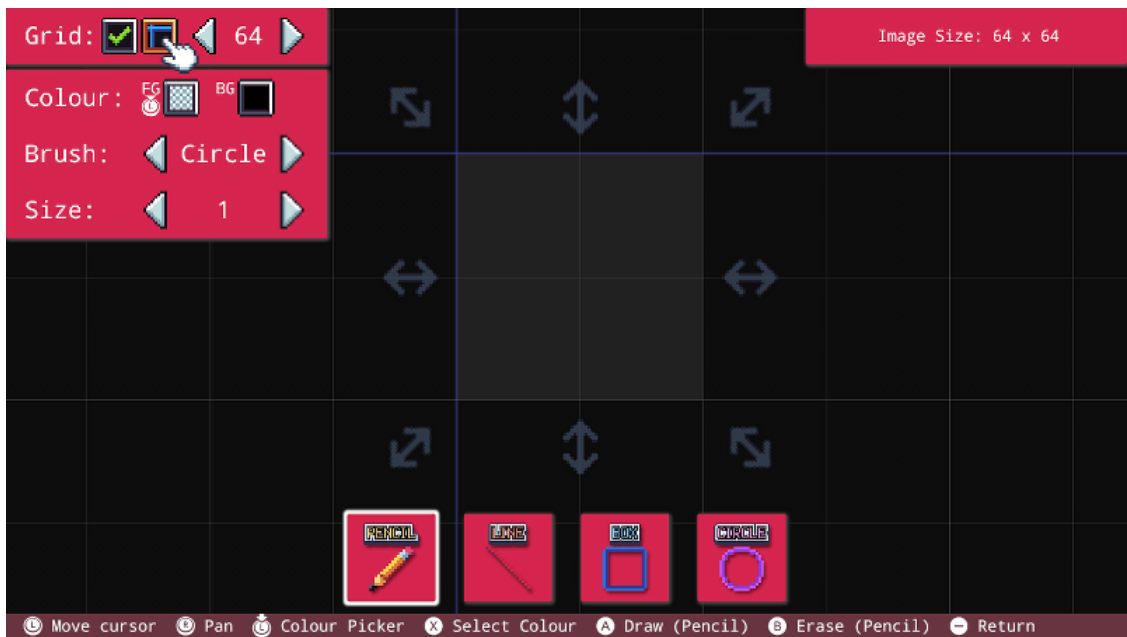 Grid: 64
Image Size: 64 x 64
Colour: FG L BG
Brush: Circle
Size: 1
PENCIL LINE BOX CIRCLE
L Move cursor R Pan L Colour Picker X Select Colour A Draw (Pencil) B Erase (Pencil) Return